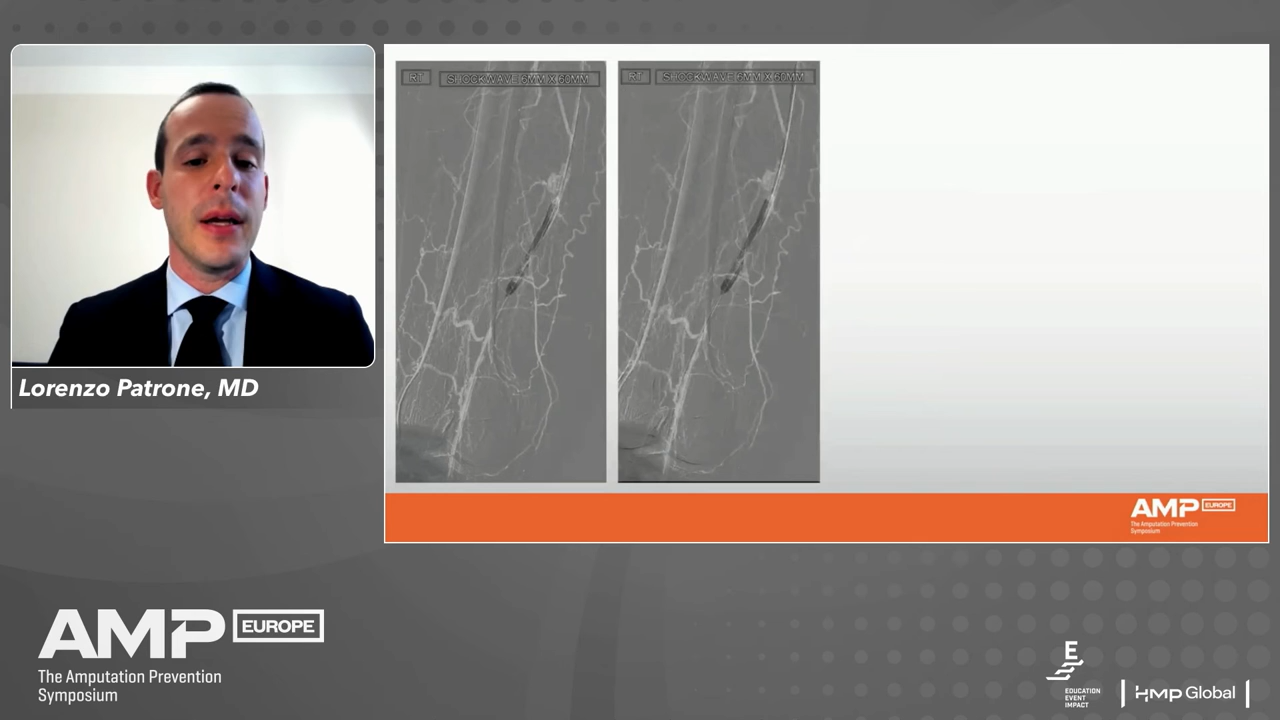 RT
SHOCKWAVE 6MM X 60MM
RT
SHOCKWAVE 6MM X 60MM
Lorenzo Patrone, MD
AMP EUROPE
The Amputation Prevention
Symposium
AMP EUROPE
The Amputation Prevention
Symposium
E
EDUCATION
EVENT
IMPACT
HMP Global